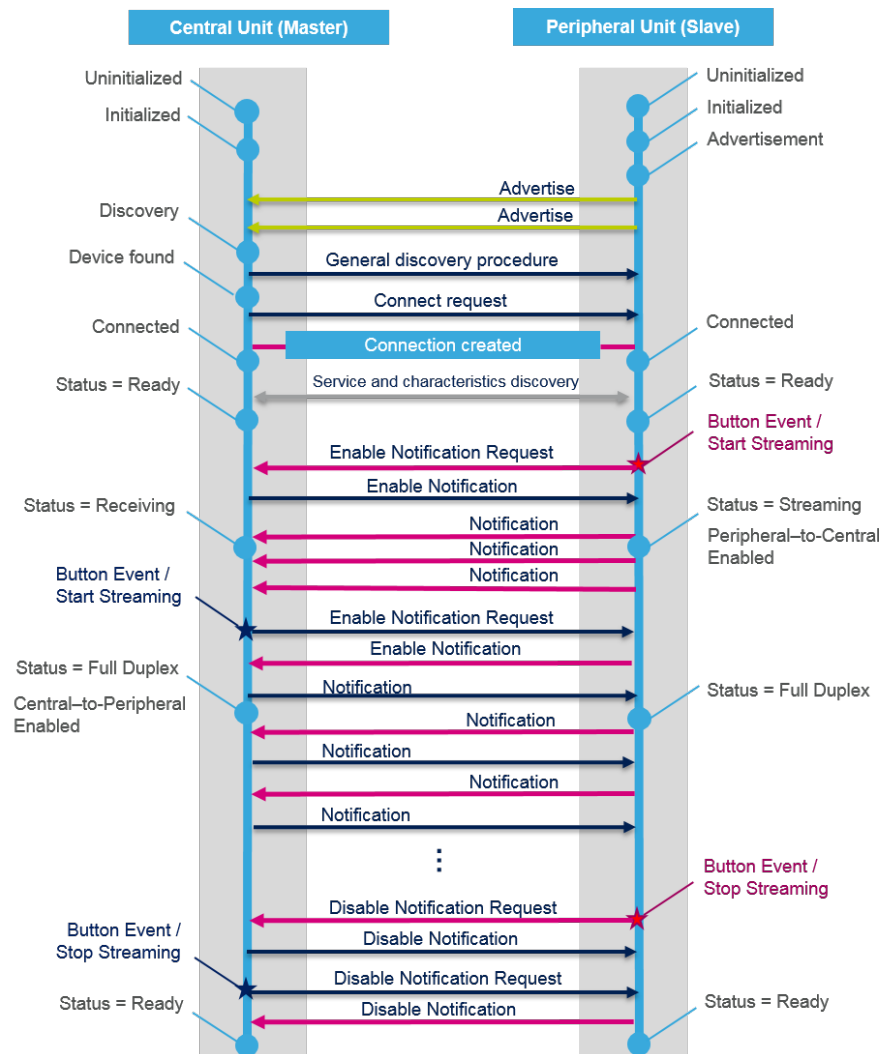 Central Unit (Master)
Peripheral Unit (Slave)
Uninitialized
Uninitialized
Initialized
Initialized
Advertisement
Advertise
Discovery
Advertise
Device found
General discovery procedure
Connect request
Connected
Connection created
Connected
Status = Ready
Service and characteristics discovery
Status = Ready
Button Event /
Start Streaming
Enable Notification Request
Enable Notification
Status = Receiving
Status = Streaming
Peripheral–to-Central
Enabled
Notification
Notification
Notification
Button Event /
Start Streaming
Enable Notification Request
Enable Notification
Status = Full Duplex
Central–to-Peripheral
Enabled
Notification
Status = Full Duplex
Notification
Notification
Notification
Notification
⋮
Button Event /
Stop Streaming
Disable Notification Request
Button Event /
Stop Streaming
Disable Notification
Disable Notification Request
Status = Ready
Disable Notification
Status = Ready